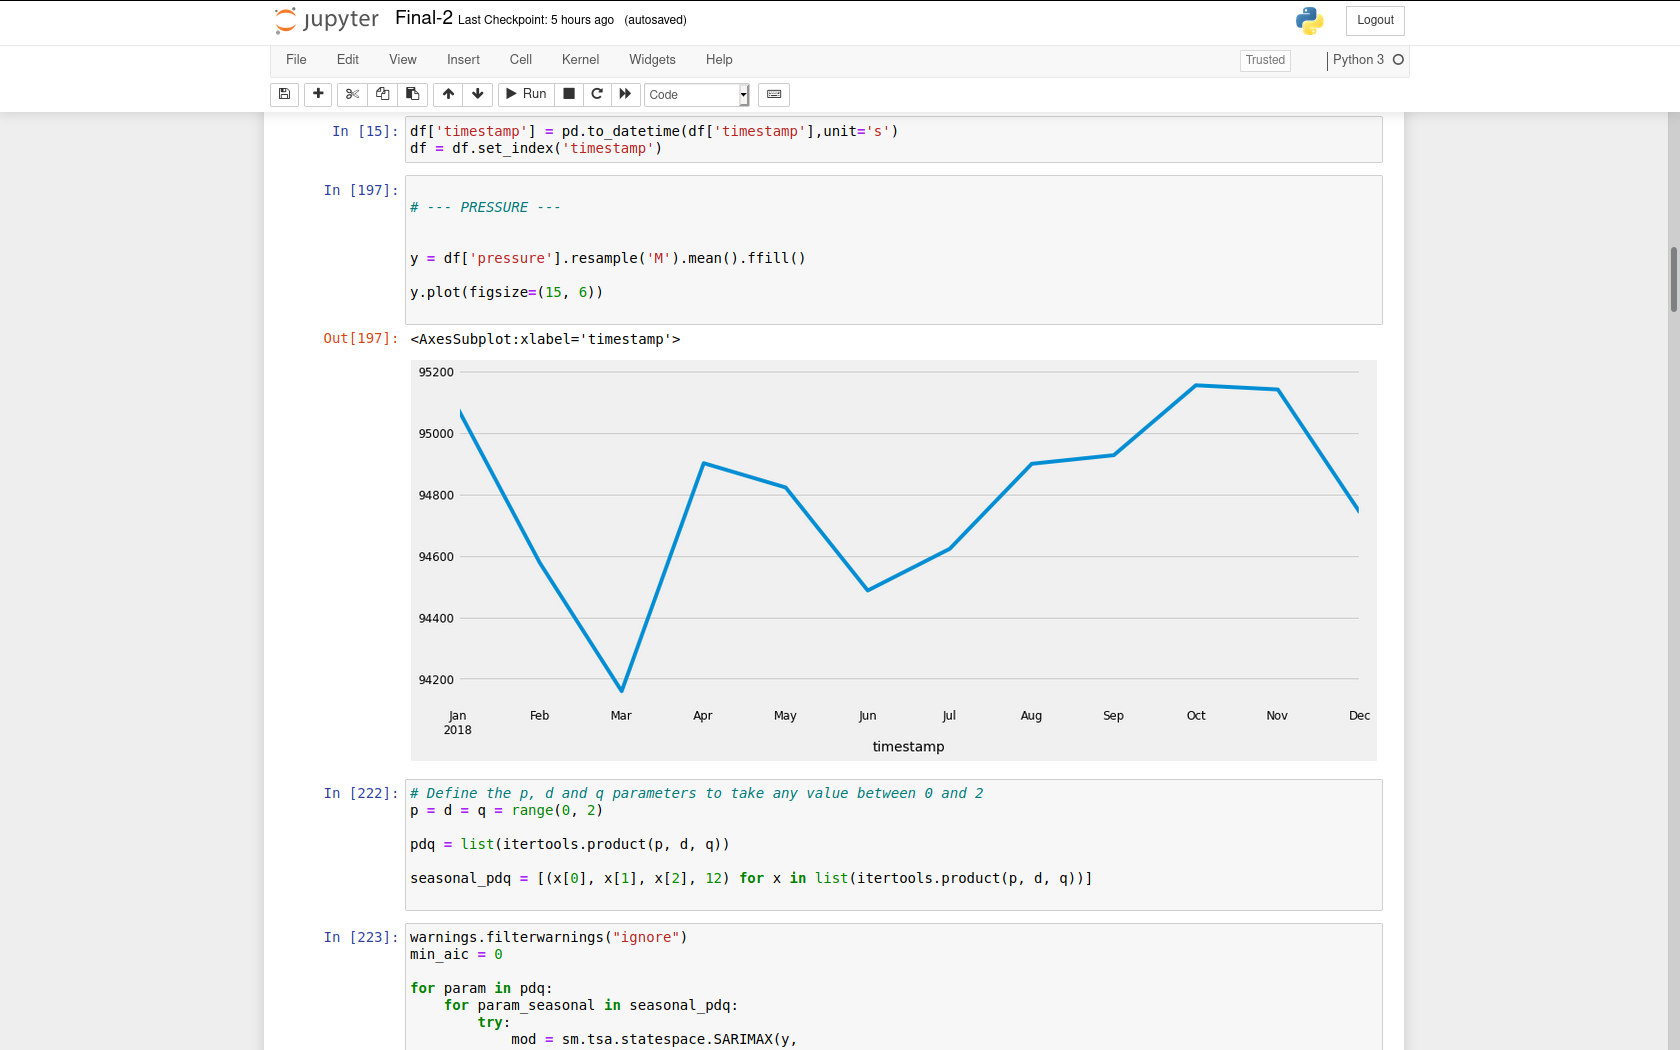 jupyter Final-2 Last Checkpoint: 5 hours ago (autosaved) Logout
File Edit View Insert Cell Kernel Widgets Help Trusted Python 3
Run Code
In [15]: df['timestamp'] = pd.to_datetime(df['timestamp'],unit='s')
df = df.set_index('timestamp')
In [197]:
# --- PRESSURE ---
y = df['pressure'].resample('M').mean().ffill()
y.plot(figsize=(15, 6))
Out[197]: <AxesSubplot:xlabel='timestamp'>
95200
95000
94800
94600
94400
94200
Jan Feb Mar Apr May Jun Jul Aug Sep Oct Nov Dec
2018
timestamp
In [222]: # Define the p, d and q parameters to take any value between 0 and 2
p = d = q = range(0, 2)
pdq = list(itertools.product(p, d, q))
seasonal_pdq = [(x[0], x[1], x[2], 12) for x in list(itertools.product(p, d, q))]
In [223]: warnings.filterwarnings("ignore")
min_aic = 0
for param in pdq:
    for param_seasonal in seasonal_pdq:
        try:
            mod = sm.tsa.statespace.SARIMAX(y,